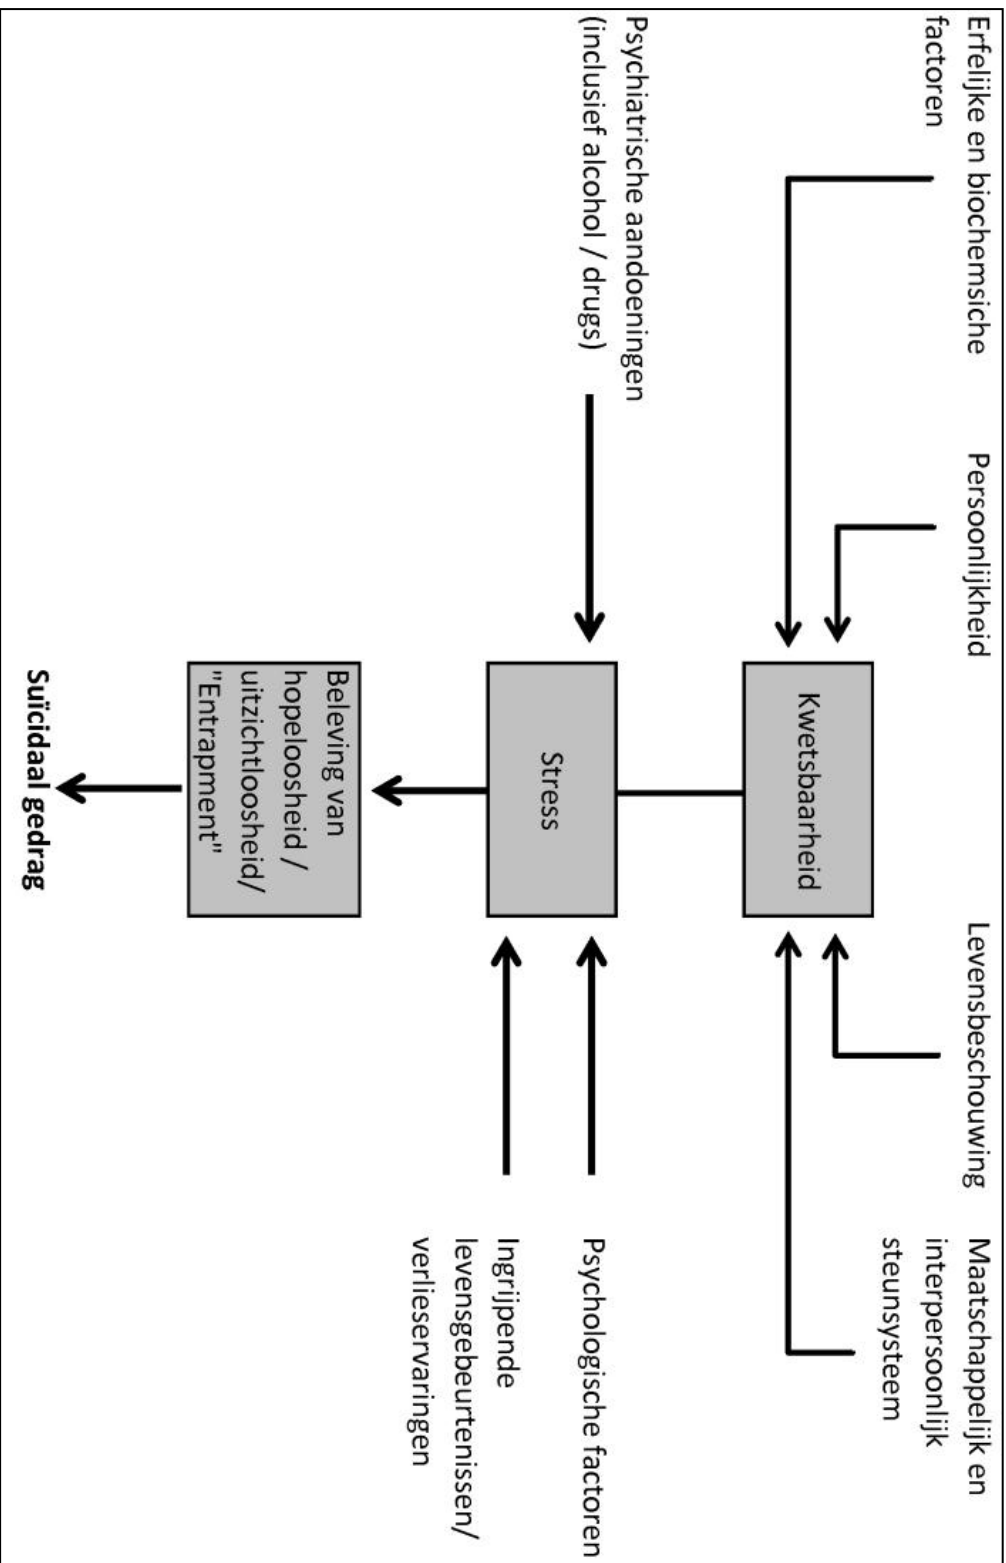 Erfelijke en biochemsiche
factoren
Persoonlijkheid
Levensbeschouwing
Maatschappelijk en
interpersoonlijk
steunsysteem
Kwetsbaarheid
Psychiatrische aandoeningen
(inclusief alcohol / drugs)
Stress
Psychologische factoren
Ingrijpende
levensgebeurtenissen/
verlieservaringen
Beleving van
hopeloosheid /
uitzichtloosheid/
"Entrapment"
Suïcidaal gedrag